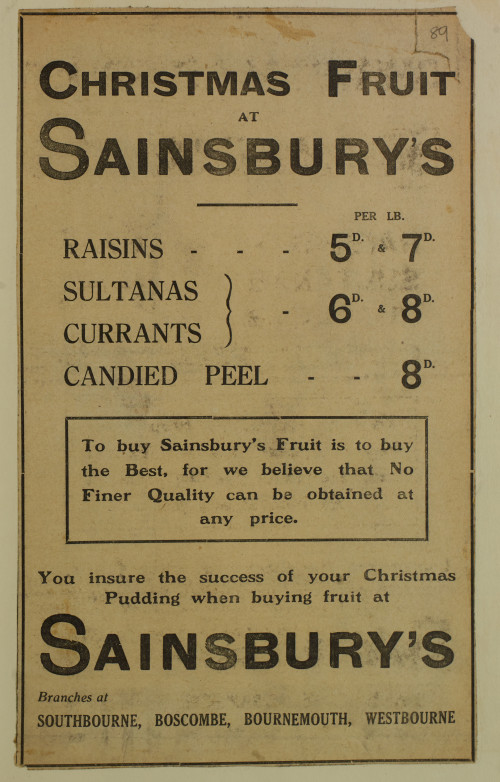 89
CHRISTMAS FRUIT
AT
SAINSBURY'S
PER LB.
RAISINS - - - 5D. & 7D.
SULTANAS
CURRANTS } - 6D. & 8D.
CANDIED PEEL - - 8D.
To buy Sainsbury's Fruit is to buy
the Best, for we believe that No
Finer Quality can be obtained at
any price.
You insure the success of your Christmas
Pudding when buying fruit at
SAINSBURY'S
Branches at
SOUTHBOURNE, BOSCOMBE, BOURNEMOUTH, WESTBOURNE